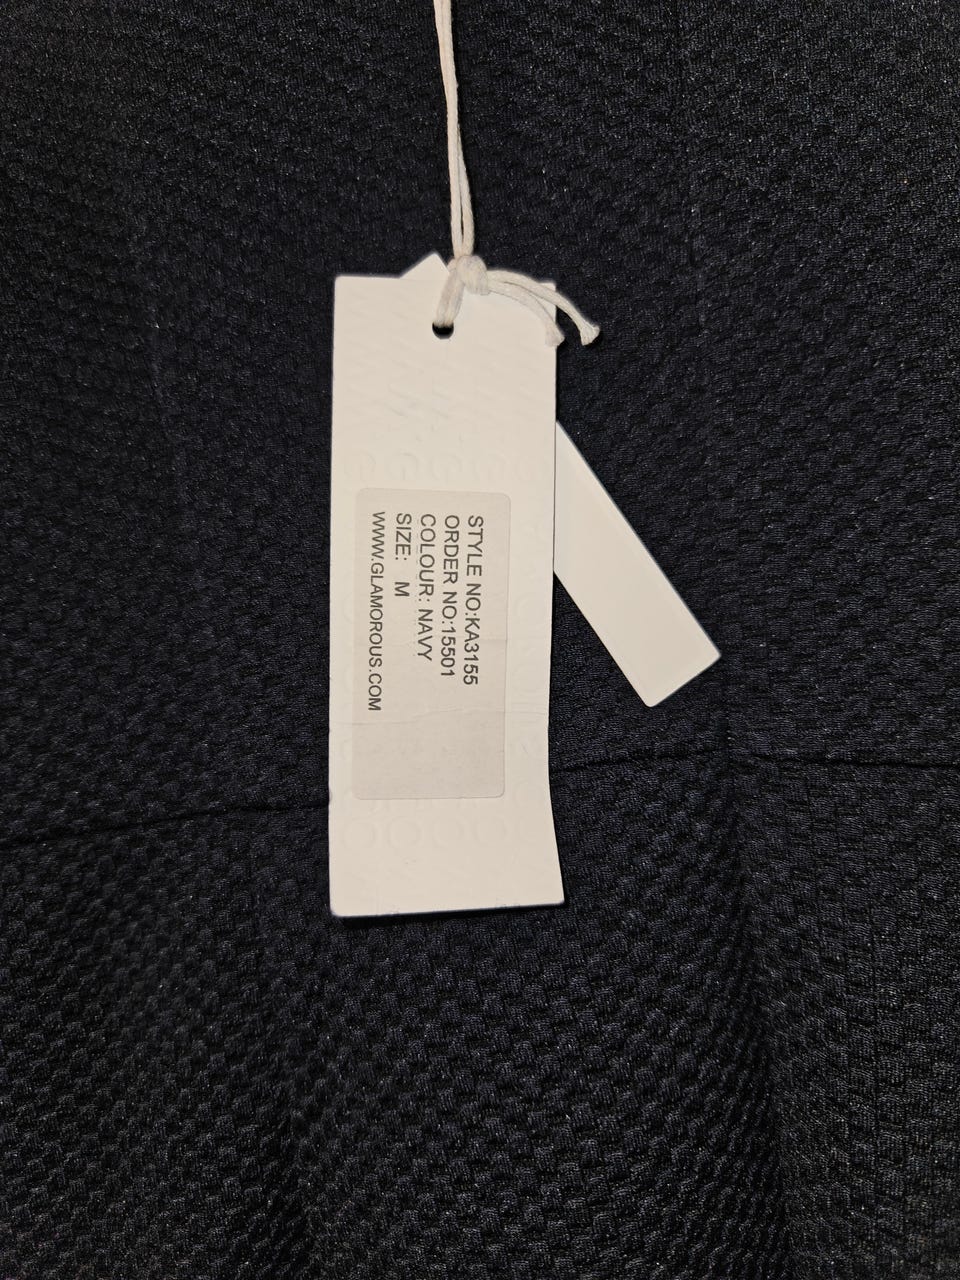 STYLE NO:KA3155
ORDER NO:15501
COLOUR: NAVY
SIZE: M
WWW.GLAMOROUS.COM